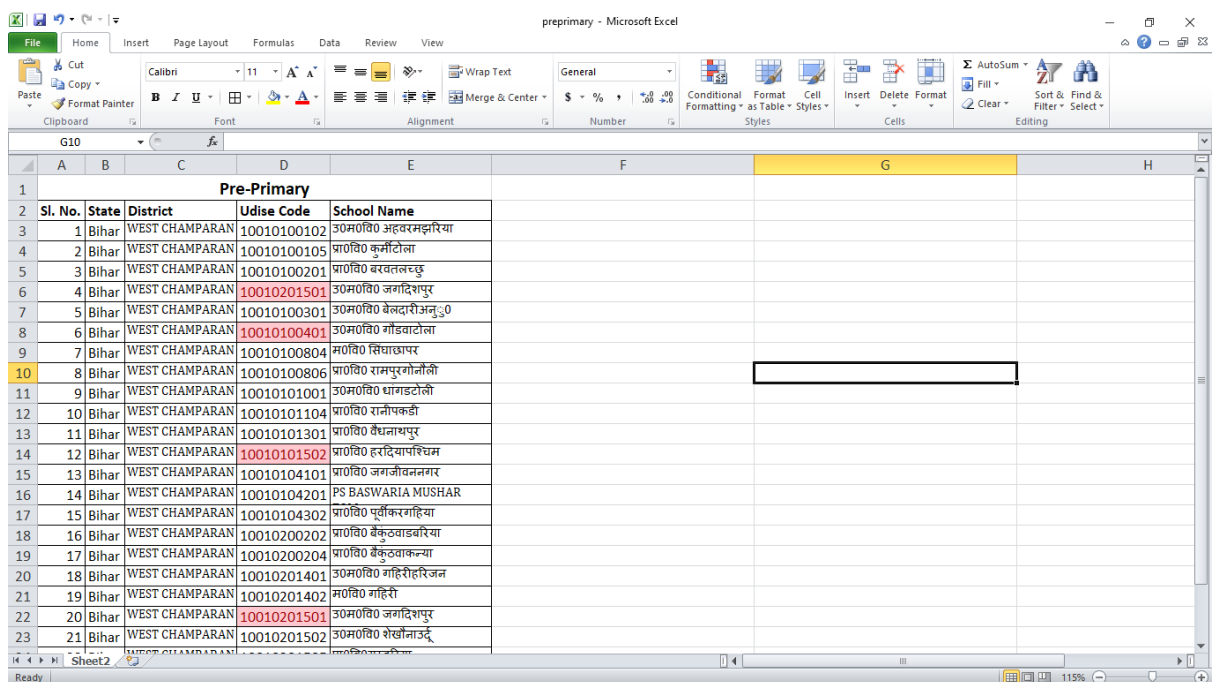 preprimary - Microsoft Excel
File Home Insert Page Layout Formulas Data Review View
Cut
Copy
Format Painter
Paste
Calibri 11
B I U
Wrap Text
Merge & Center
General
$ % ,
Conditional Formatting Format as Table Cell Styles
Insert Delete Format
Σ AutoSum
Fill
Clear
Sort & Filter Find & Select
Clipboard Font Alignment Number Styles Cells Editing
G10 fx
A B C D E F G H
1 Pre-Primary
2 Sl. No. State District Udise Code School Name
3 1 Bihar WEST CHAMPARAN 10010100102 उ0म0वि0 अहवरमझरिया
4 2 Bihar WEST CHAMPARAN 10010100105 प्रा0वि0 कुर्मीटोला
5 3 Bihar WEST CHAMPARAN 10010100201 प्रा0वि0 बरवतलच्छु
6 4 Bihar WEST CHAMPARAN 10010201501 उ0म0वि0 जगदिशपुर
7 5 Bihar WEST CHAMPARAN 10010100301 उ0म0वि0 बेलदारीअनुु0
8 6 Bihar WEST CHAMPARAN 10010100401 उ0म0वि0 गौडवाटोला
9 7 Bihar WEST CHAMPARAN 10010100804 म0वि0 सिंघाछापर
10 8 Bihar WEST CHAMPARAN 10010100806 प्रा0वि0 रामपुरगोनौली
11 9 Bihar WEST CHAMPARAN 10010101001 उ0म0वि0 धांगडटोली
12 10 Bihar WEST CHAMPARAN 10010101104 प्रा0वि0 रानीपकडी
13 11 Bihar WEST CHAMPARAN 10010101301 प्रा0वि0 वैधनाथपुर
14 12 Bihar WEST CHAMPARAN 10010101502 प्रा0वि0 हरदियापश्चिम
15 13 Bihar WEST CHAMPARAN 10010104101 प्रा0वि0 जगजीवननगर
16 14 Bihar WEST CHAMPARAN 10010104201 PS BASWARIA MUSHAR
17 15 Bihar WEST CHAMPARAN 10010104302 प्रा0वि0 पूर्वीकरगहिया
18 16 Bihar WEST CHAMPARAN 10010200202 प्रा0वि0 बैकुंठवाडबरिया
19 17 Bihar WEST CHAMPARAN 10010200204 प्रा0वि0 बैकुंठवाकन्या
20 18 Bihar WEST CHAMPARAN 10010201401 उ0म0वि0 गहिरीहरिजन
21 19 Bihar WEST CHAMPARAN 10010201402 म0वि0 गहिरी
22 20 Bihar WEST CHAMPARAN 10010201501 उ0म0वि0 जगदिशपुर
23 21 Bihar WEST CHAMPARAN 10010201502 उ0म0वि0 शेखौनाउर्दू
Sheet2
Ready 115%